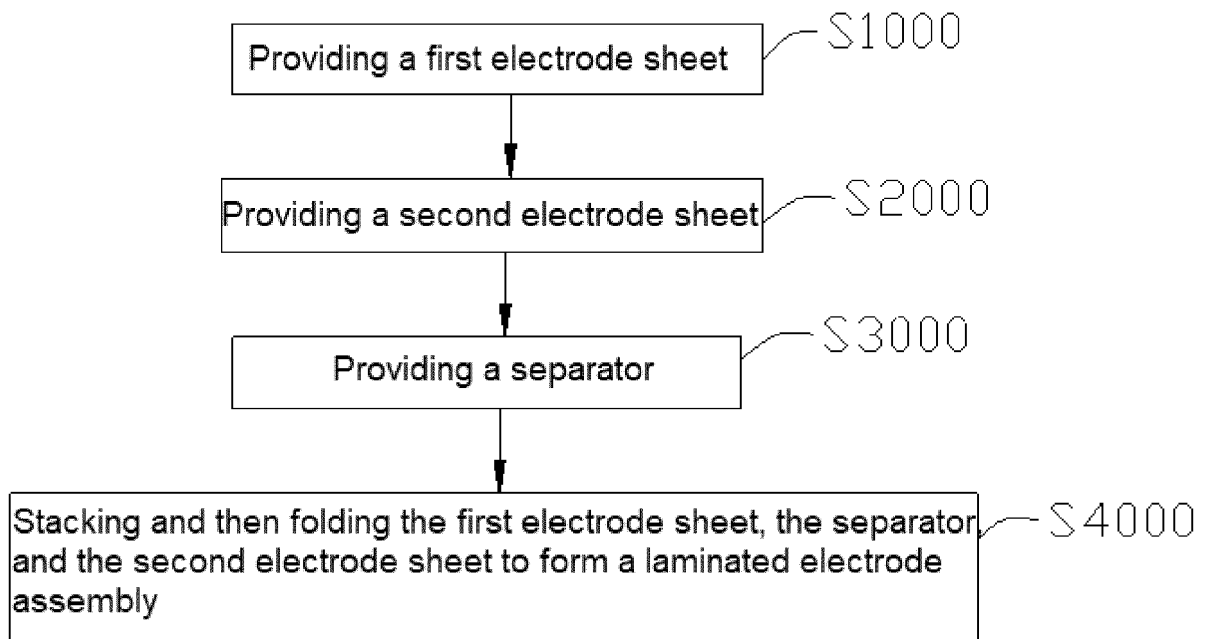 Providing a first electrode sheet
S1000
Providing a second electrode sheet
S2000
Providing a separator
S3000
Stacking and then folding the first electrode sheet, the separator
and the second electrode sheet to form a laminated electrode
assembly
S4000